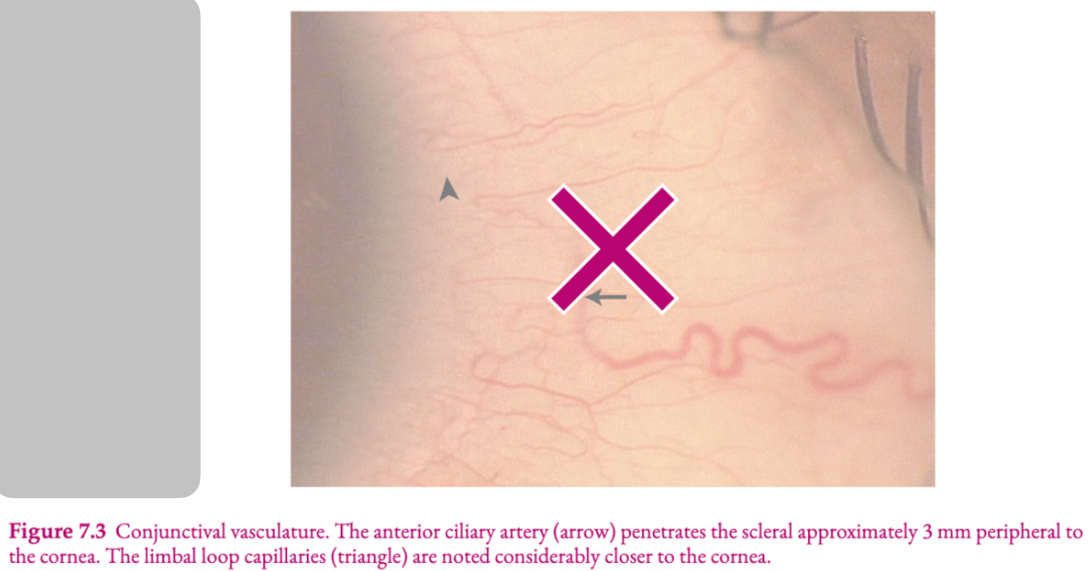 Figure 7.3 Conjunctival vasculature. The anterior ciliary artery (arrow) penetrates the scleral approximately 3 mm peripheral to
the cornea. The limbal loop capillaries (triangle) are noted considerably closer to the cornea.